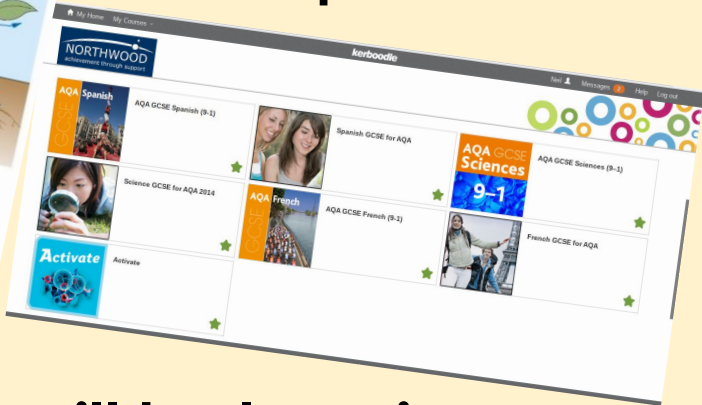 My Home My Courses
kerboodle
Neil Messages Help Log out
NORTHWOOD
achievement through support
AQA GCSE Spanish (9-1)
Spanish GCSE for AQA
AQA GCSE Sciences (9-1)
AQA Spanish
GCSE
AQA GCSE
Sciences
9-1
Science GCSE for AQA 2014
AQA GCSE French (9-1)
French GCSE for AQA
AQA French
GCSE
Activate
Activate